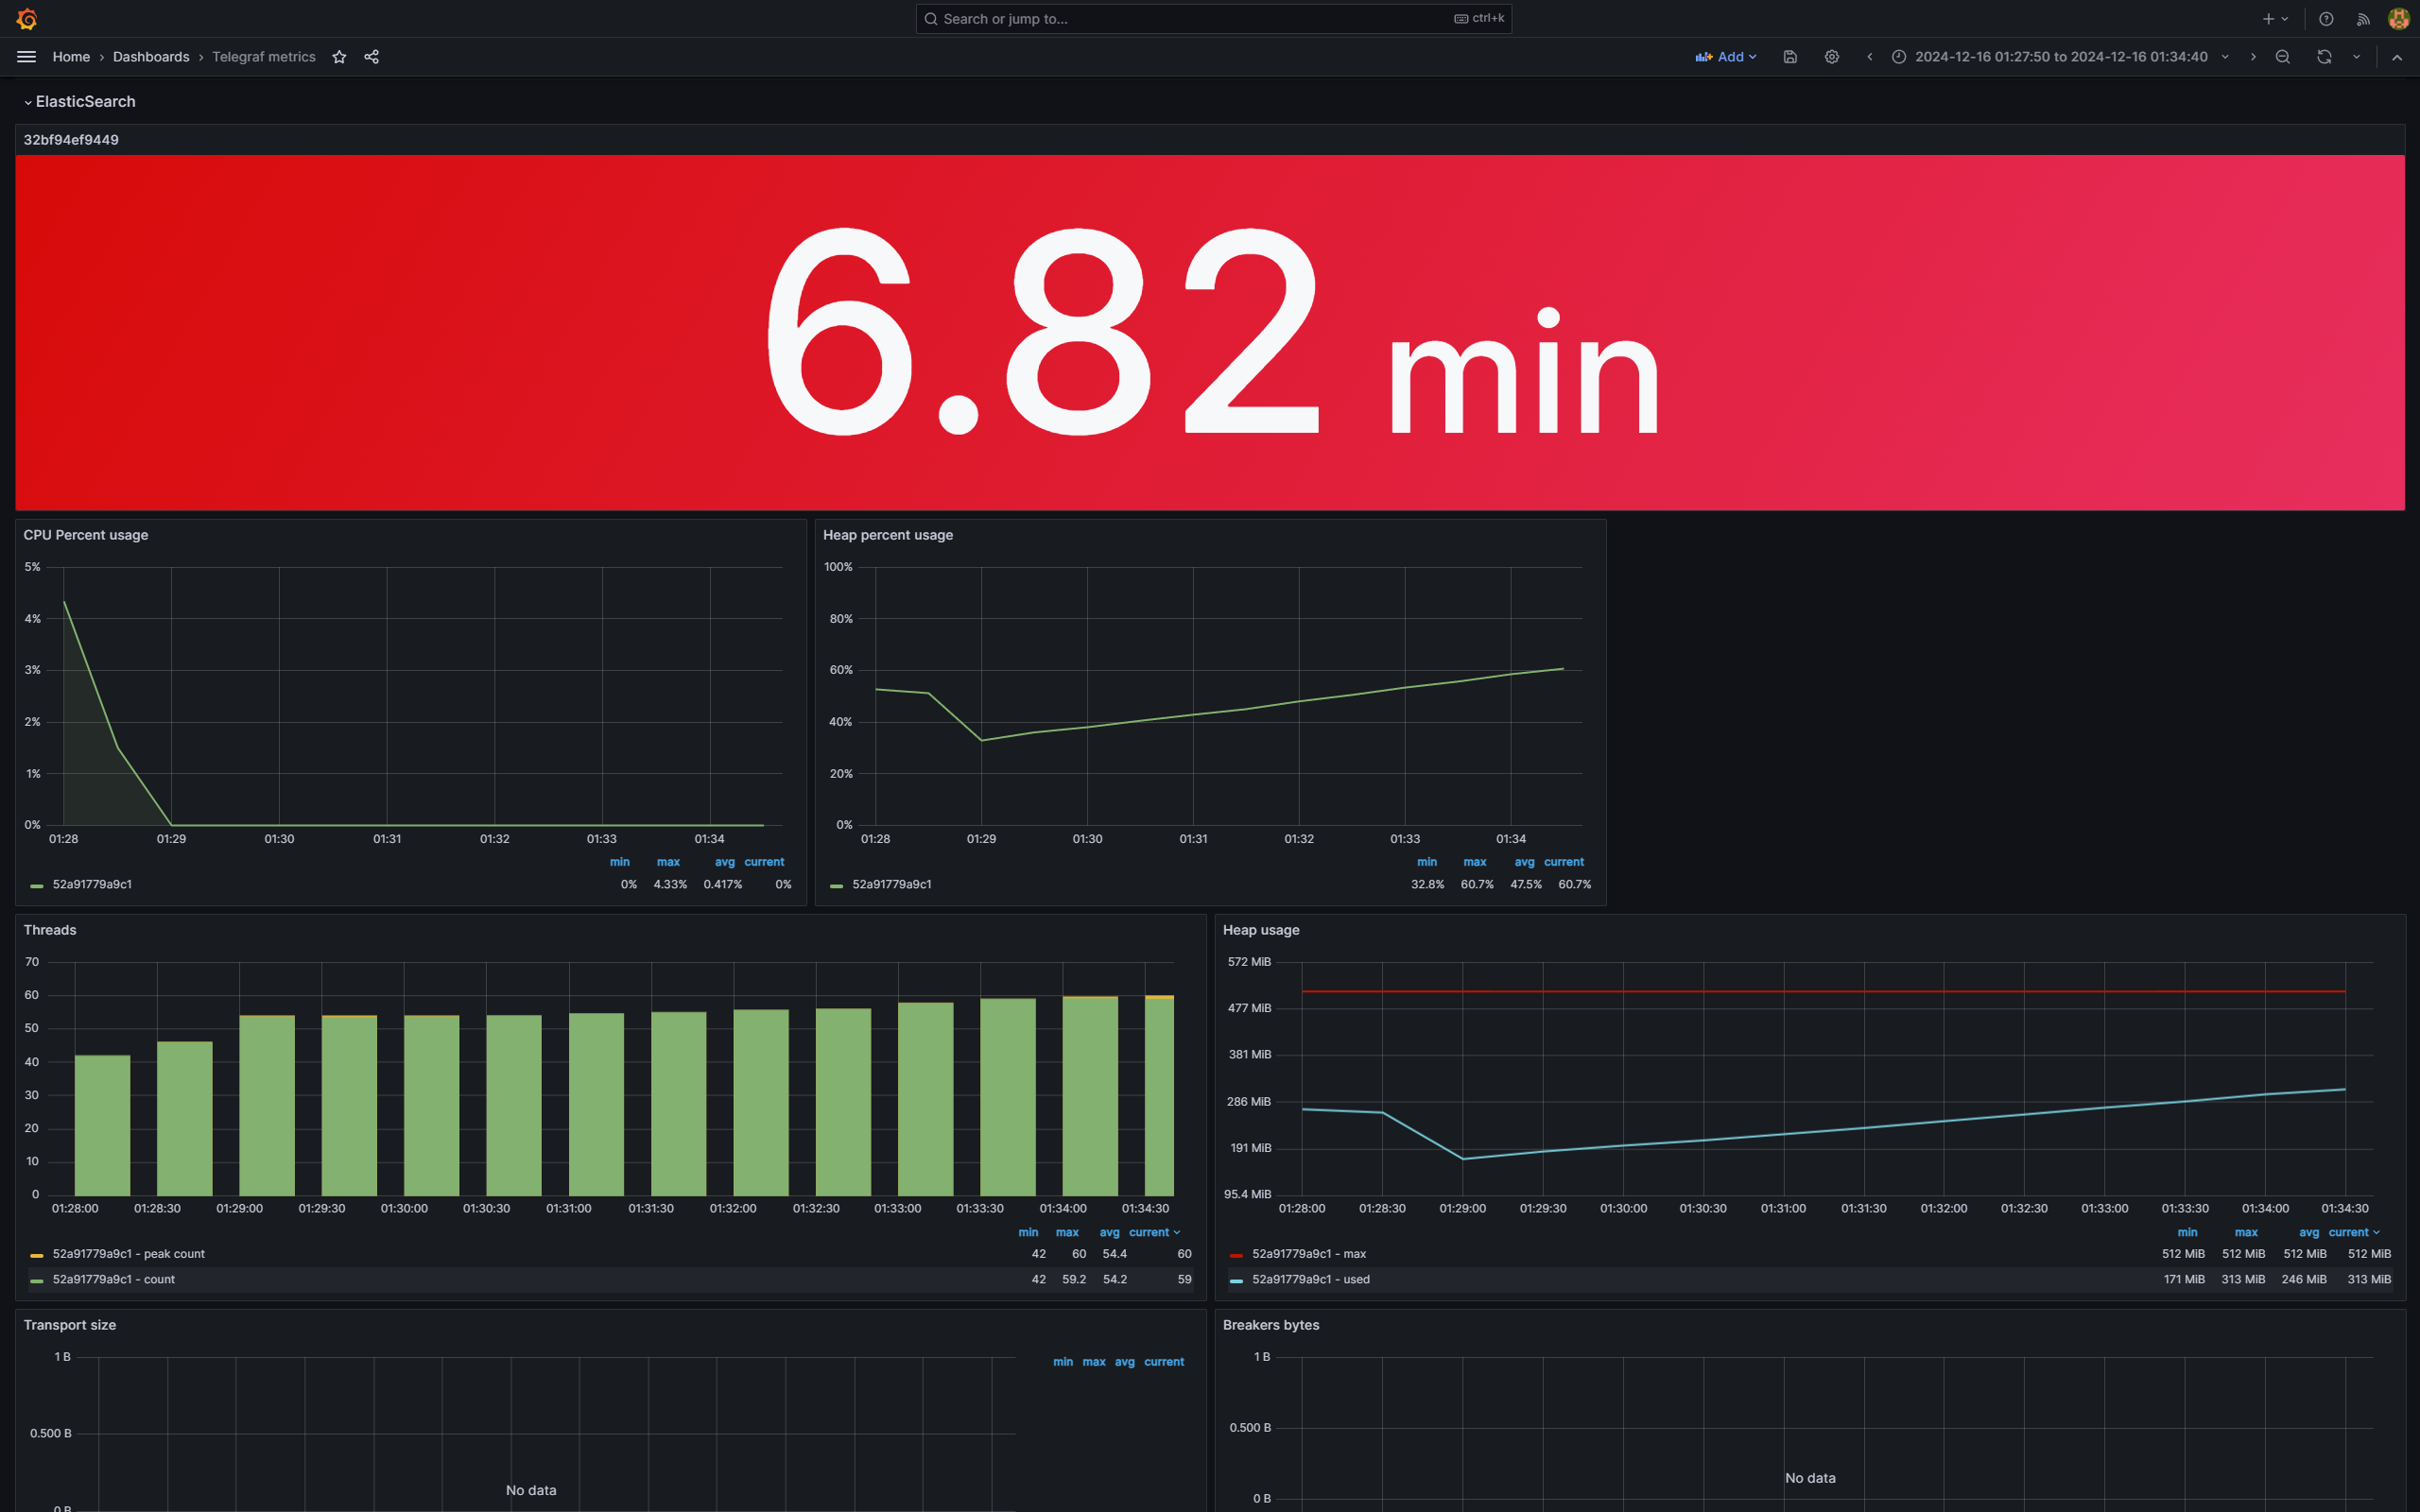 Search or jump to... ctrl+k
Home › Dashboards › Telegraf metrics Add 2024-12-16 01:27:50 to 2024-12-16 01:34:40
ElasticSearch
32bf94ef9449
6.82 min
CPU Percent usage
5%
4%
3%
2%
1%
0%
01:28 01:29 01:30 01:31 01:32 01:33 01:34
min max avg current
52a91779a9c1 0% 4.33% 0.417% 0%
Heap percent usage
100%
80%
60%
40%
20%
0%
01:28 01:29 01:30 01:31 01:32 01:33 01:34
min max avg current
52a91779a9c1 32.8% 60.7% 47.5% 60.7%
Threads
70
60
50
40
30
20
10
0
01:28:00 01:28:30 01:29:00 01:29:30 01:30:00 01:30:30 01:31:00 01:31:30 01:32:00 01:32:30 01:33:00 01:33:30 01:34:00 01:34:30
min max avg current
52a91779a9c1 - peak count 42 60 54.4 60
52a91779a9c1 - count 42 59.2 54.2 59
Heap usage
572 MiB
477 MiB
381 MiB
286 MiB
191 MiB
95.4 MiB
01:28:00 01:28:30 01:29:00 01:29:30 01:30:00 01:30:30 01:31:00 01:31:30 01:32:00 01:32:30 01:33:00 01:33:30 01:34:00 01:34:30
min max avg current
52a91779a9c1 - max 512 MiB 512 MiB 512 MiB 512 MiB
52a91779a9c1 - used 171 MiB 313 MiB 246 MiB 313 MiB
Transport size
1 B
0.500 B
0 B
No data
min max avg current
Breakers bytes
1 B
0.500 B
0 B
No data